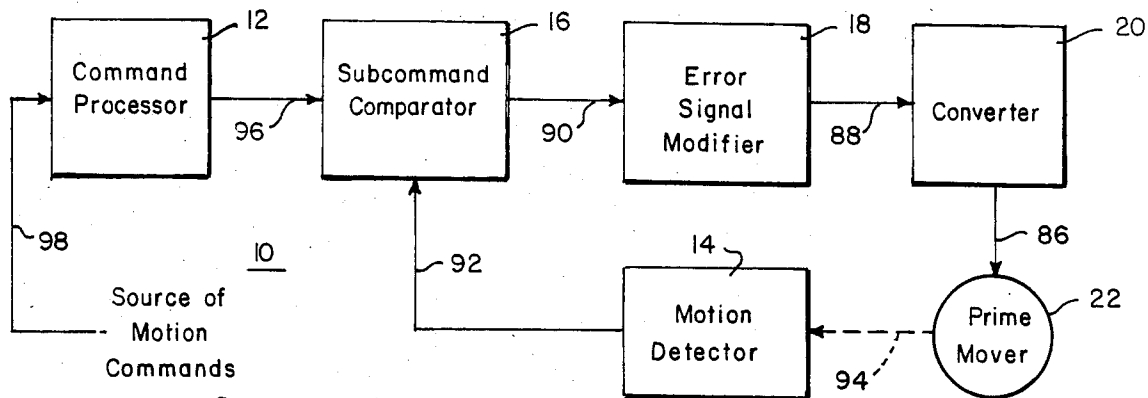 12
Command
Processor
96
16
Subcommand
Comparator
90
18
Error
Signal
Modifier
88
20
Converter
86
98
10
Source of
Motion
Commands
92
14
Motion
Detector
94
22
Prime
Mover